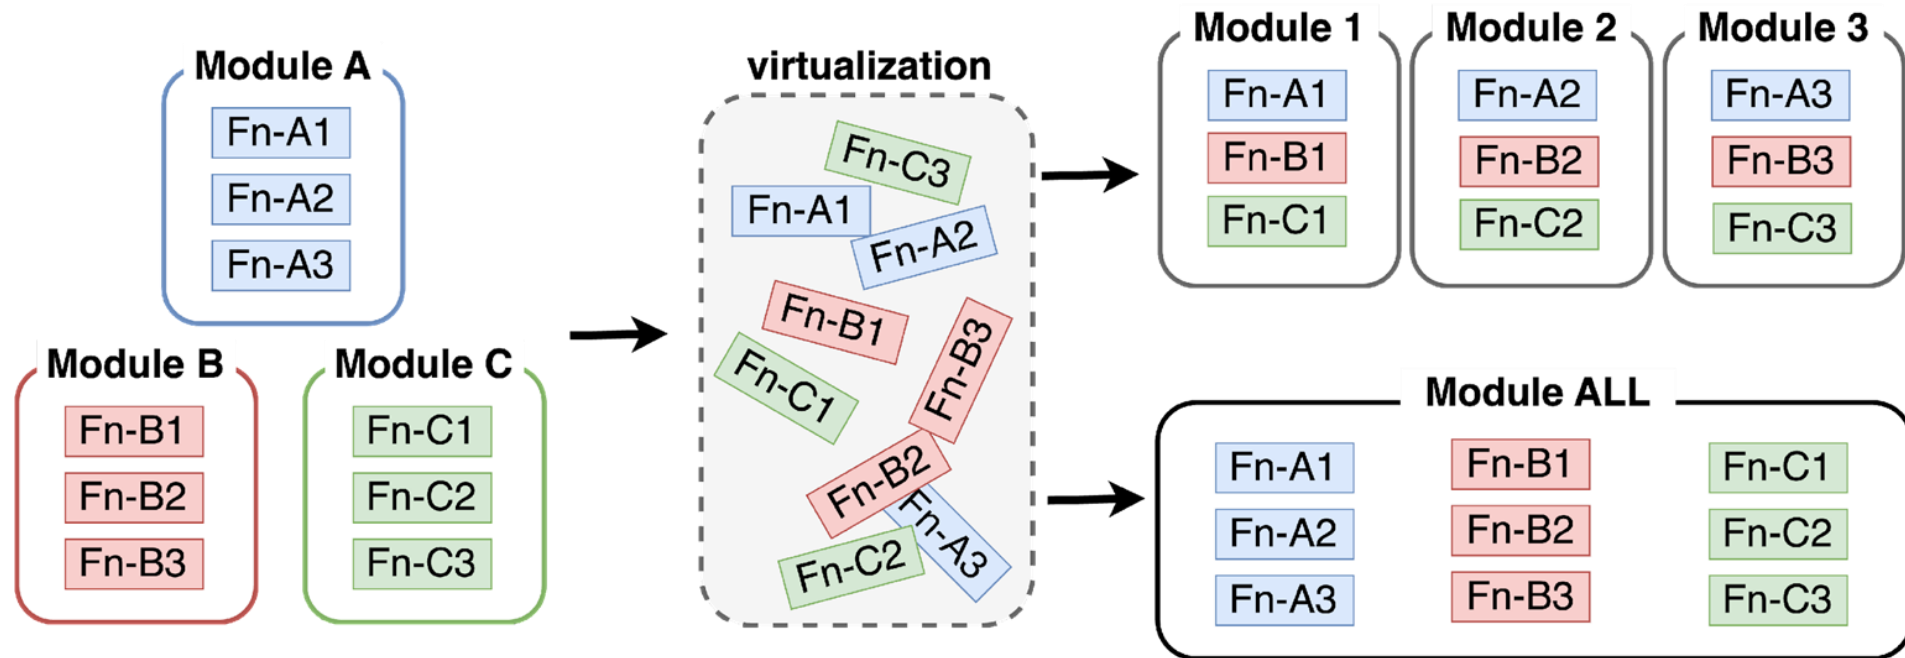 Module A
Fn-A1
Fn-A2
Fn-A3
Module B
Fn-B1
Fn-B2
Fn-B3
Module C
Fn-C1
Fn-C2
Fn-C3
virtualization
Fn-C3
Fn-A1
Fn-A2
Fn-B1
Fn-B3
Fn-C1
Fn-B2
Fn-A3
Fn-C2
Module 1
Fn-A1
Fn-B1
Fn-C1
Module 2
Fn-A2
Fn-B2
Fn-C2
Module 3
Fn-A3
Fn-B3
Fn-C3
Module ALL
Fn-A1
Fn-A2
Fn-A3
Fn-B1
Fn-B2
Fn-B3
Fn-C1
Fn-C2
Fn-C3